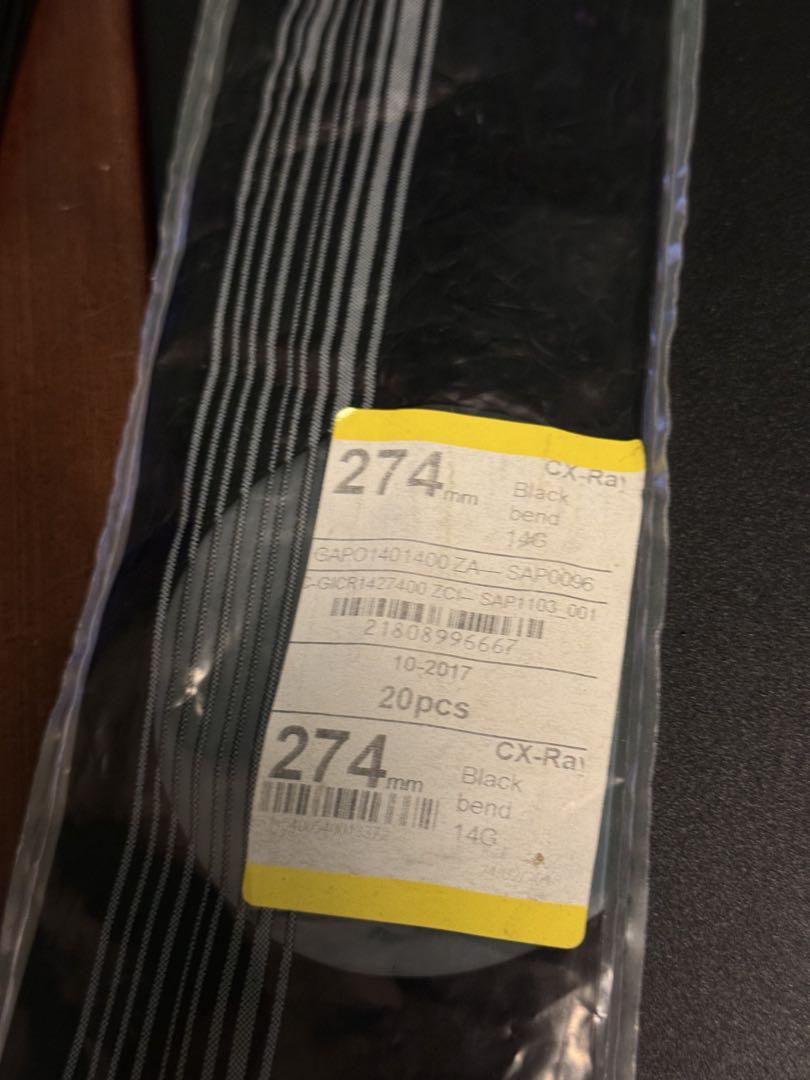 274mm
CX-Ray
Black
bend
14G
GAPO1401400 ZA-- SAP0096
C-GICR1427400 ZCI-- SAP1103_001
21808996667
10-2017
20pcs
274mm
CX-Ray
Black
bend
14G